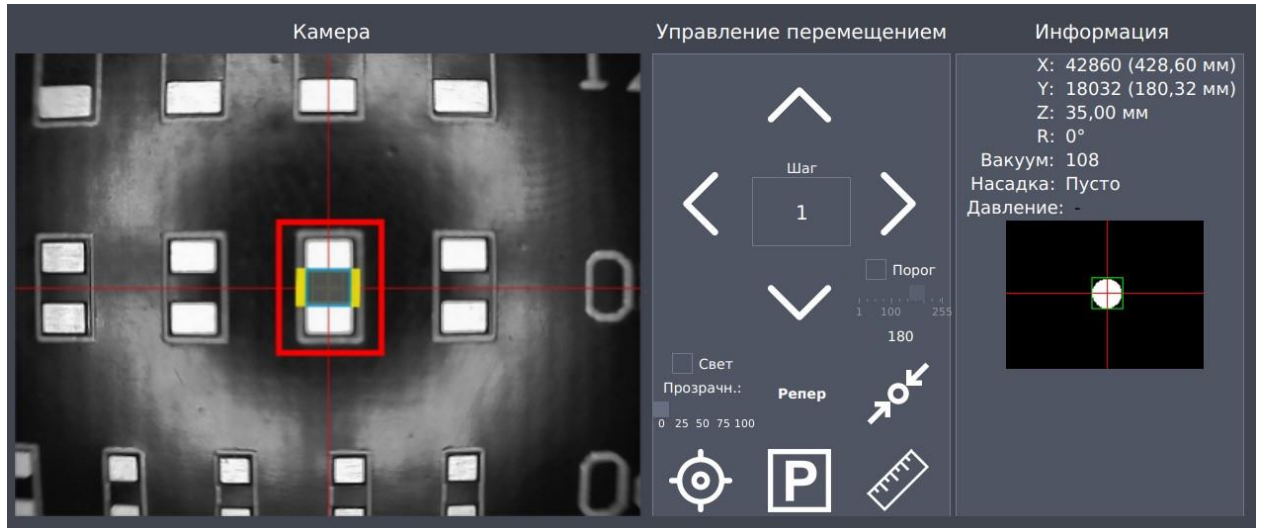 Камера
Управление перемещением
Шаг
1
Порог
1 100 255
180
Свет
Прозрачн.:
0 25 50 75 100
Репер
P
Информация
X: 42860 (428,60 мм)
Y: 18032 (180,32 мм)
Z: 35,00 мм
R: 0°
Вакуум: 108
Насадка: Пусто
Давление: -